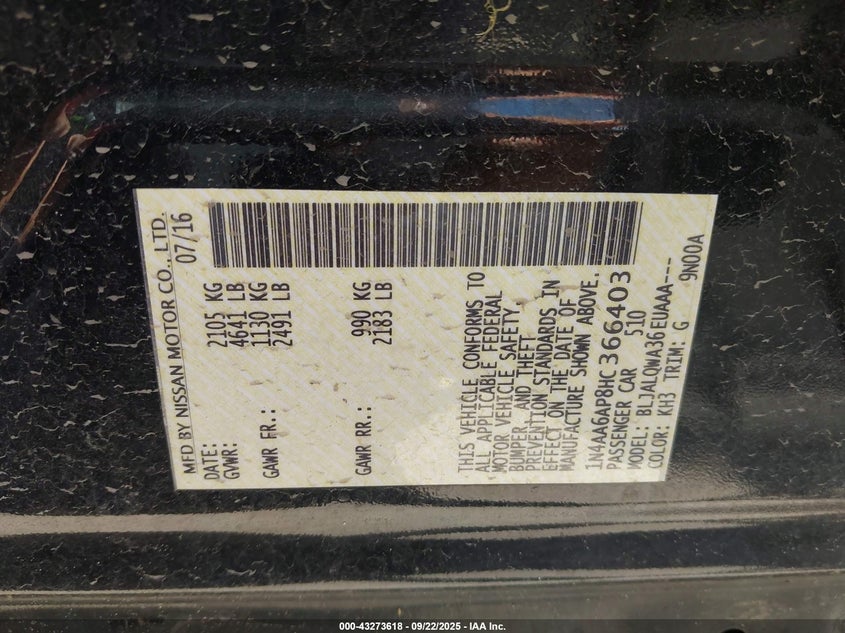 MFD BY NISSAN MOTOR CO., LTD.
DATE: 07/16
GVWR: 2105 KG
4641 LB
GAWR FR.: 1130 KG
2491 LB
GAWR RR.: 990 KG
2183 LB
THIS VEHICLE CONFORMS TO
ALL APPLICABLE FEDERAL
MOTOR VEHICLE SAFETY
BUMPER, AND THEFT
PREVENTION STANDARDS IN
EFFECT ON THE DATE OF
MANUFACTURE SHOWN ABOVE.
1N4AA6AP8HC366403
PASSENGER CAR 510
MODEL: BLJALQWA36EUAAA---
COLOR: KH3 TRIM: G 9N00A
000-43273618 - 09/22/2025 - IAA Inc.